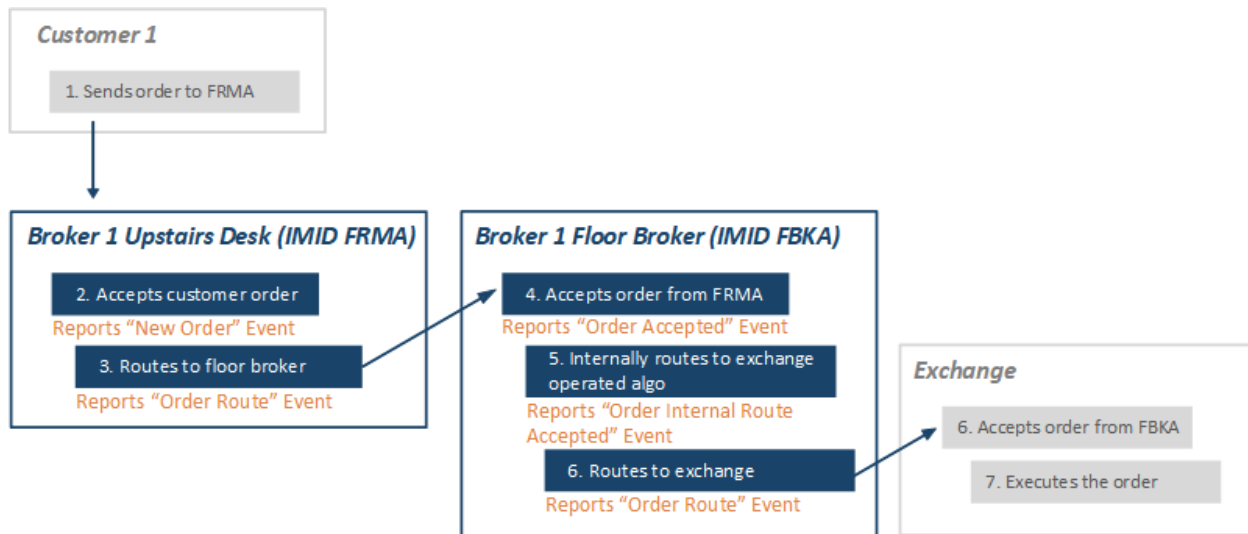 Customer 1
1. Sends order to FRMA
Broker 1 Upstairs Desk (IMID FRMA)
2. Accepts customer order
Reports “New Order” Event
3. Routes to floor broker
Reports “Order Route” Event
Broker 1 Floor Broker (IMID FBKA)
4. Accepts order from FRMA
Reports “Order Accepted” Event
5. Internally routes to exchange
operated algo
Reports “Order Internal Route
Accepted” Event
6. Routes to exchange
Reports “Order Route” Event
Exchange
6. Accepts order from FBKA
7. Executes the order